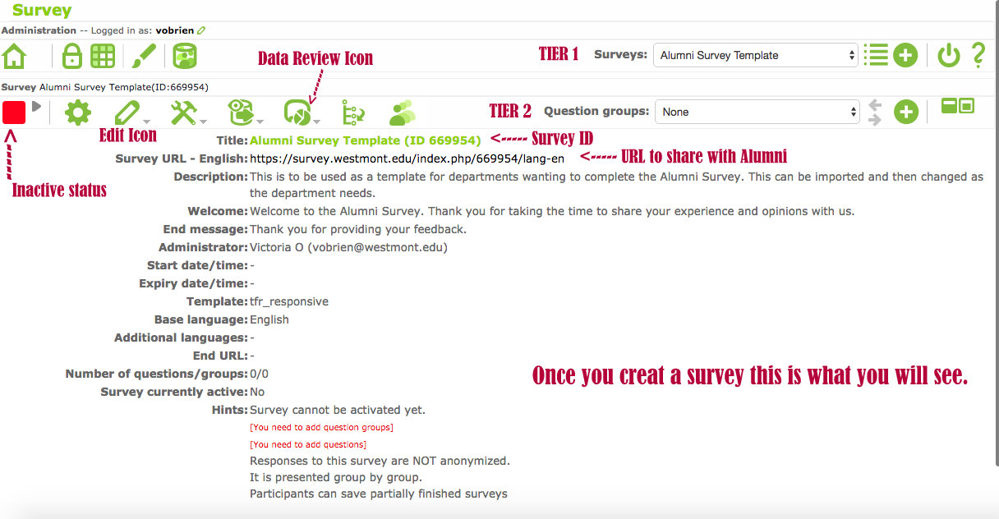 Survey
Administration -- Logged in as: vobrien
Data Review Icon
TIER 1 Surveys: Alumni Survey Template
Survey Alumni Survey Template(ID:669954)
TIER 2 Question groups: None
Edit Icon
Title: Alumni Survey Template (ID 669954) <----- Survey ID
Survey URL - English: https://survey.westmont.edu/index.php/669954/lang-en <----- URL to share with Alumni
Inactive status
Description: This is to be used as a template for departments wanting to complete the Alumni Survey. This can be imported and then changed as
the department needs.
Welcome: Welcome to the Alumni Survey. Thank you for taking the time to share your experience and opinions with us.
End message: Thank you for providing your feedback.
Administrator: Victoria O (vobrien@westmont.edu)
Start date/time: -
Expiry date/time: -
Template: tfr_responsive
Base language: English
Additional languages: -
End URL: -
Number of questions/groups: 0/0
Once you creat a survey this is what you will see.
Survey currently active: No
Hints: Survey cannot be activated yet.
[You need to add question groups]
[You need to add questions]
Responses to this survey are NOT anonymized.
It is presented group by group.
Participants can save partially finished surveys